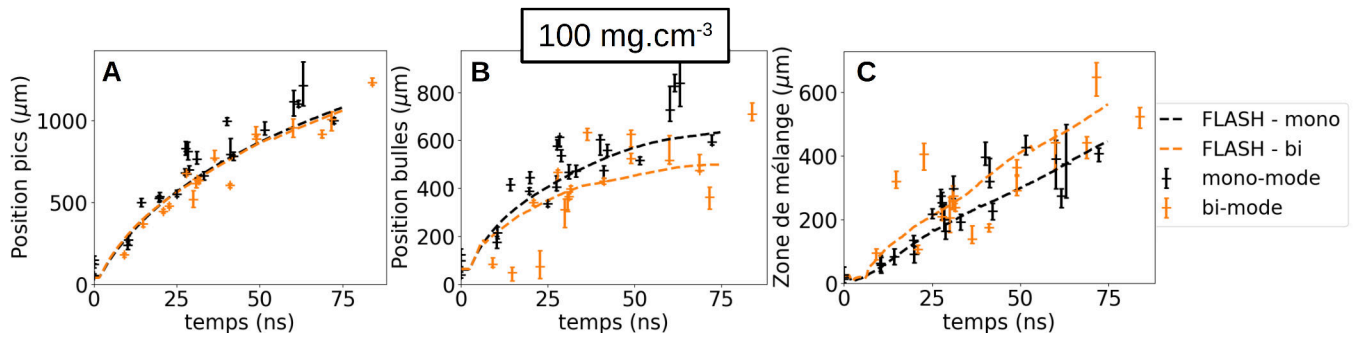 100 mg.cm-3
A
Position pics (μm)
1000
500
0
0 25 50 75
temps (ns)
B
Position bulles (μm)
800
600
400
200
0
0 25 50 75
temps (ns)
C
Zone de mélange (μm)
600
400
200
0
0 25 50 75
temps (ns)
FLASH - mono
FLASH - bi
mono-mode
bi-mode